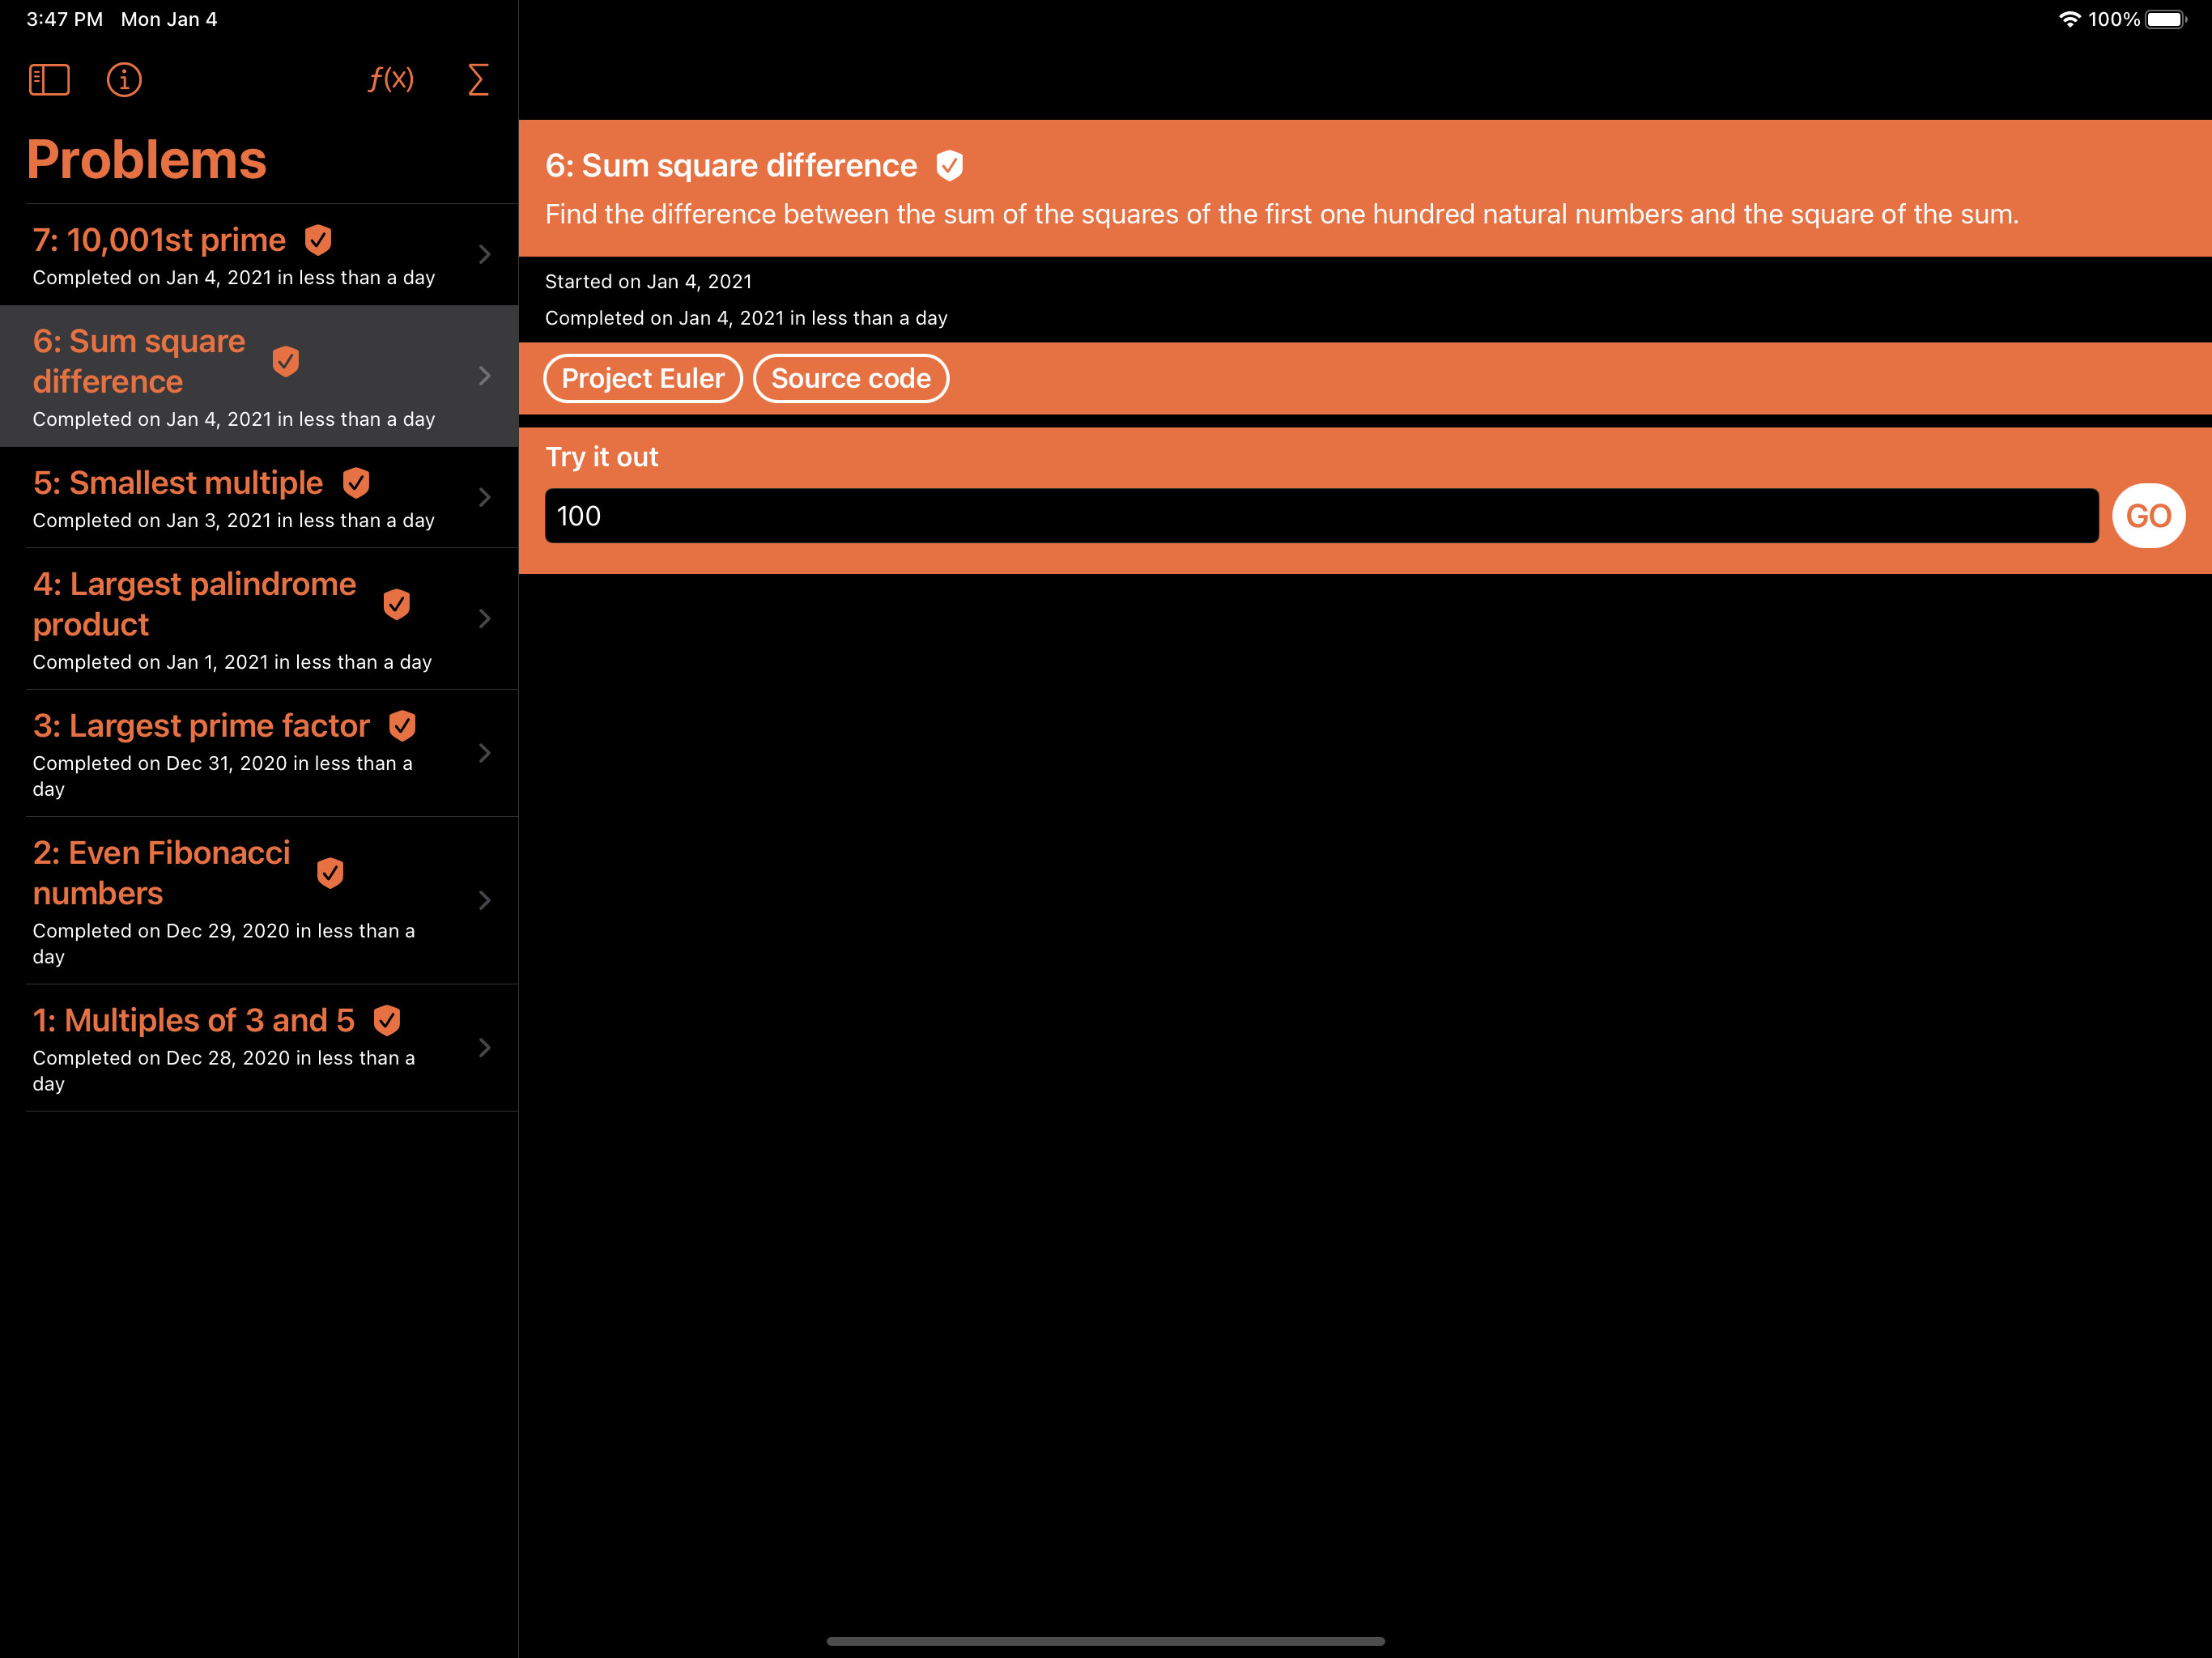 3:47 PM Mon Jan 4
100%
f(x)
Σ
Problems
7: 10,001st prime
Completed on Jan 4, 2021 in less than a day
6: Sum square
difference
Completed on Jan 4, 2021 in less than a day
5: Smallest multiple
Completed on Jan 3, 2021 in less than a day
4: Largest palindrome
product
Completed on Jan 1, 2021 in less than a day
3: Largest prime factor
Completed on Dec 31, 2020 in less than a
day
2: Even Fibonacci
numbers
Completed on Dec 29, 2020 in less than a
day
1: Multiples of 3 and 5
Completed on Dec 28, 2020 in less than a
day
6: Sum square difference
Find the difference between the sum of the squares of the first one hundred natural numbers and the square of the sum.
Started on Jan 4, 2021
Completed on Jan 4, 2021 in less than a day
Project Euler
Source code
Try it out
100
GO